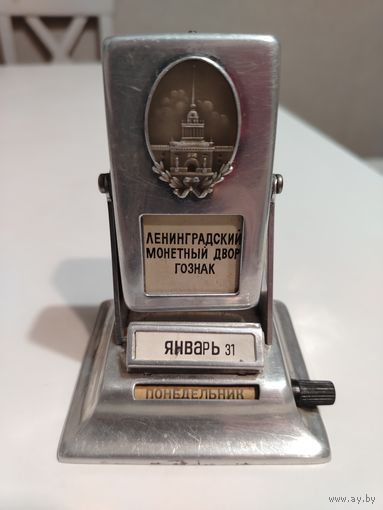 ЛЕНИНГРАДСКИЙ
МОНЕТНЫЙ ДВОР
ГОЗНАК
ЯНВАРЬ 31
ПОНЕДЕЛЬНИК
www.ay.by